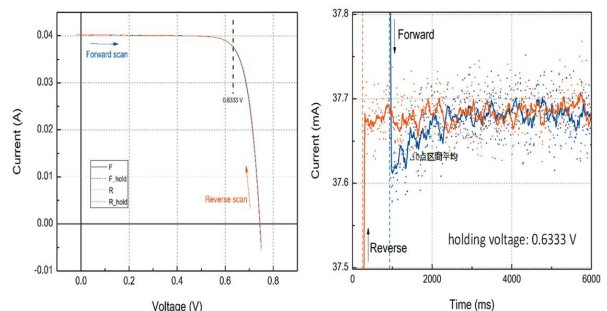 0.04
0.03
0.02
0.01
0.00
-0.01
Current (A)
Forward scan
0.6333 V
F
F_hold
R
R_hold
Reverse scan
0.0
0.2
0.4
0.6
0.8
Voltage (V)
37.8
37.7
37.6
37.5
Current (mA)
Forward
10点区间平均
Reverse
holding voltage: 0.6333 V
0
2000
4000
6000
Time (ms)